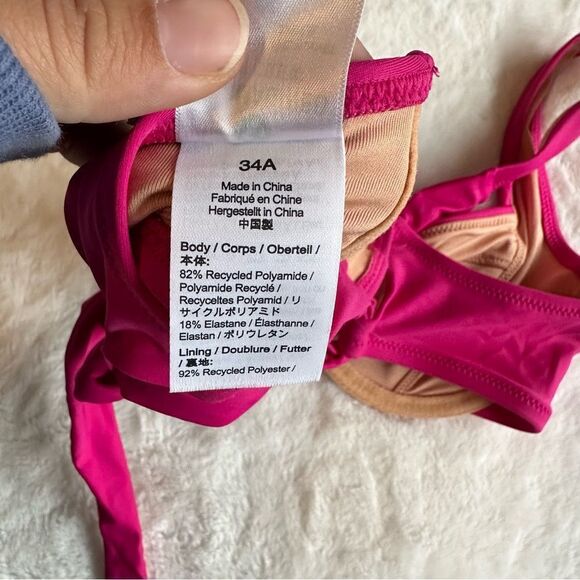 34A
Made in China
Fabriqué en Chine
Hergestellt in China
中国製
Body / Corps / Oberteil /
本体:
82% Recycled Polyamide /
Polyamide Recyclé /
Recyceltes Polyamid / リ
サイクルポリアミド
18% Elastane / Élasthanne /
Elastan / ポリウレタン
Lining / Doublure / Futter
/ 裏地:
92% Recycled Polyester /